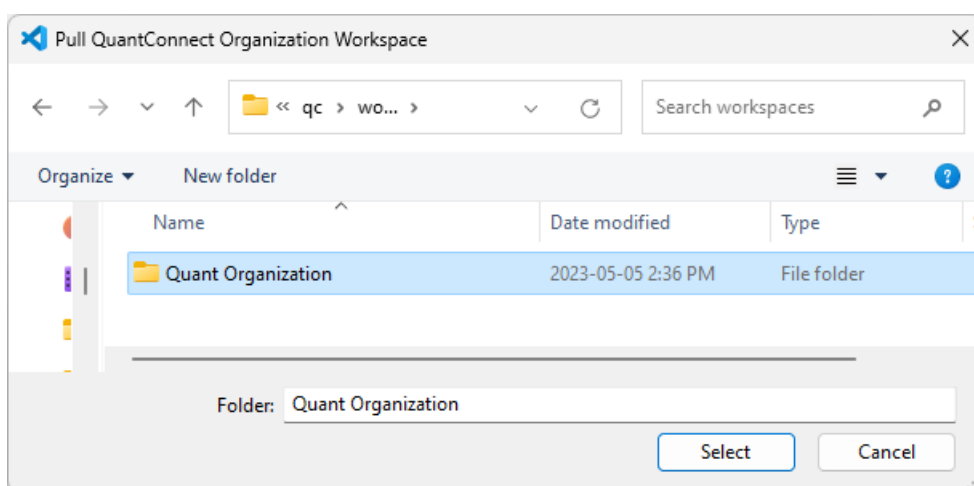 Pull QuantConnect Organization Workspace
« qc > wo... > Search workspaces
Organize New folder
Name Date modified Type
Quant Organization 2023-05-05 2:36 PM File folder
Folder: Quant Organization
Select Cancel